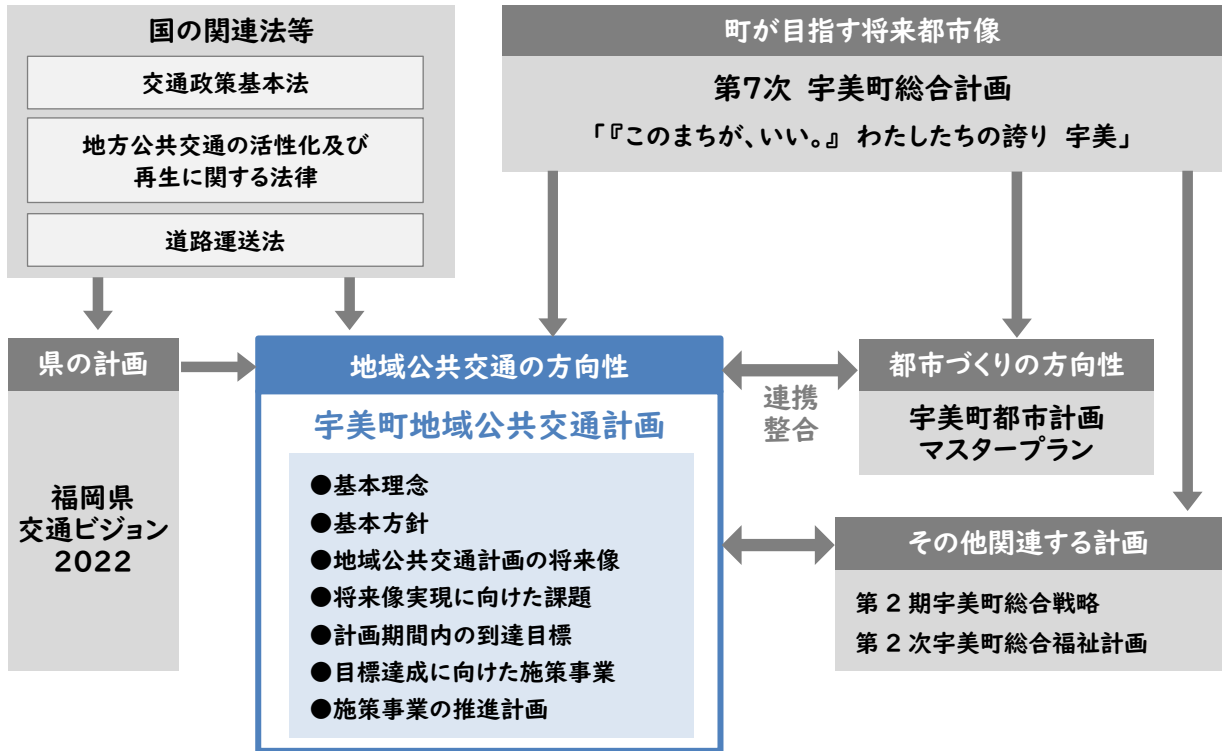 国の関連法等
交通政策基本法
地方公共交通の活性化及び
再生に関する法律
道路運送法
町が目指す将来都市像
第7次 宇美町総合計画
「『このまちが、いい。』 わたしたちの誇り 宇美」
県の計画
福岡県
交通ビジョン
2022
地域公共交通の方向性
宇美町地域公共交通計画
●基本理念
●基本方針
●地域公共交通計画の将来像
●将来像実現に向けた課題
●計画期間内の到達目標
●目標達成に向けた施策事業
●施策事業の推進計画
連携
整合
都市づくりの方向性
宇美町都市計画
マスタープラン
その他関連する計画
第2期宇美町総合戦略
第2次宇美町総合福祉計画